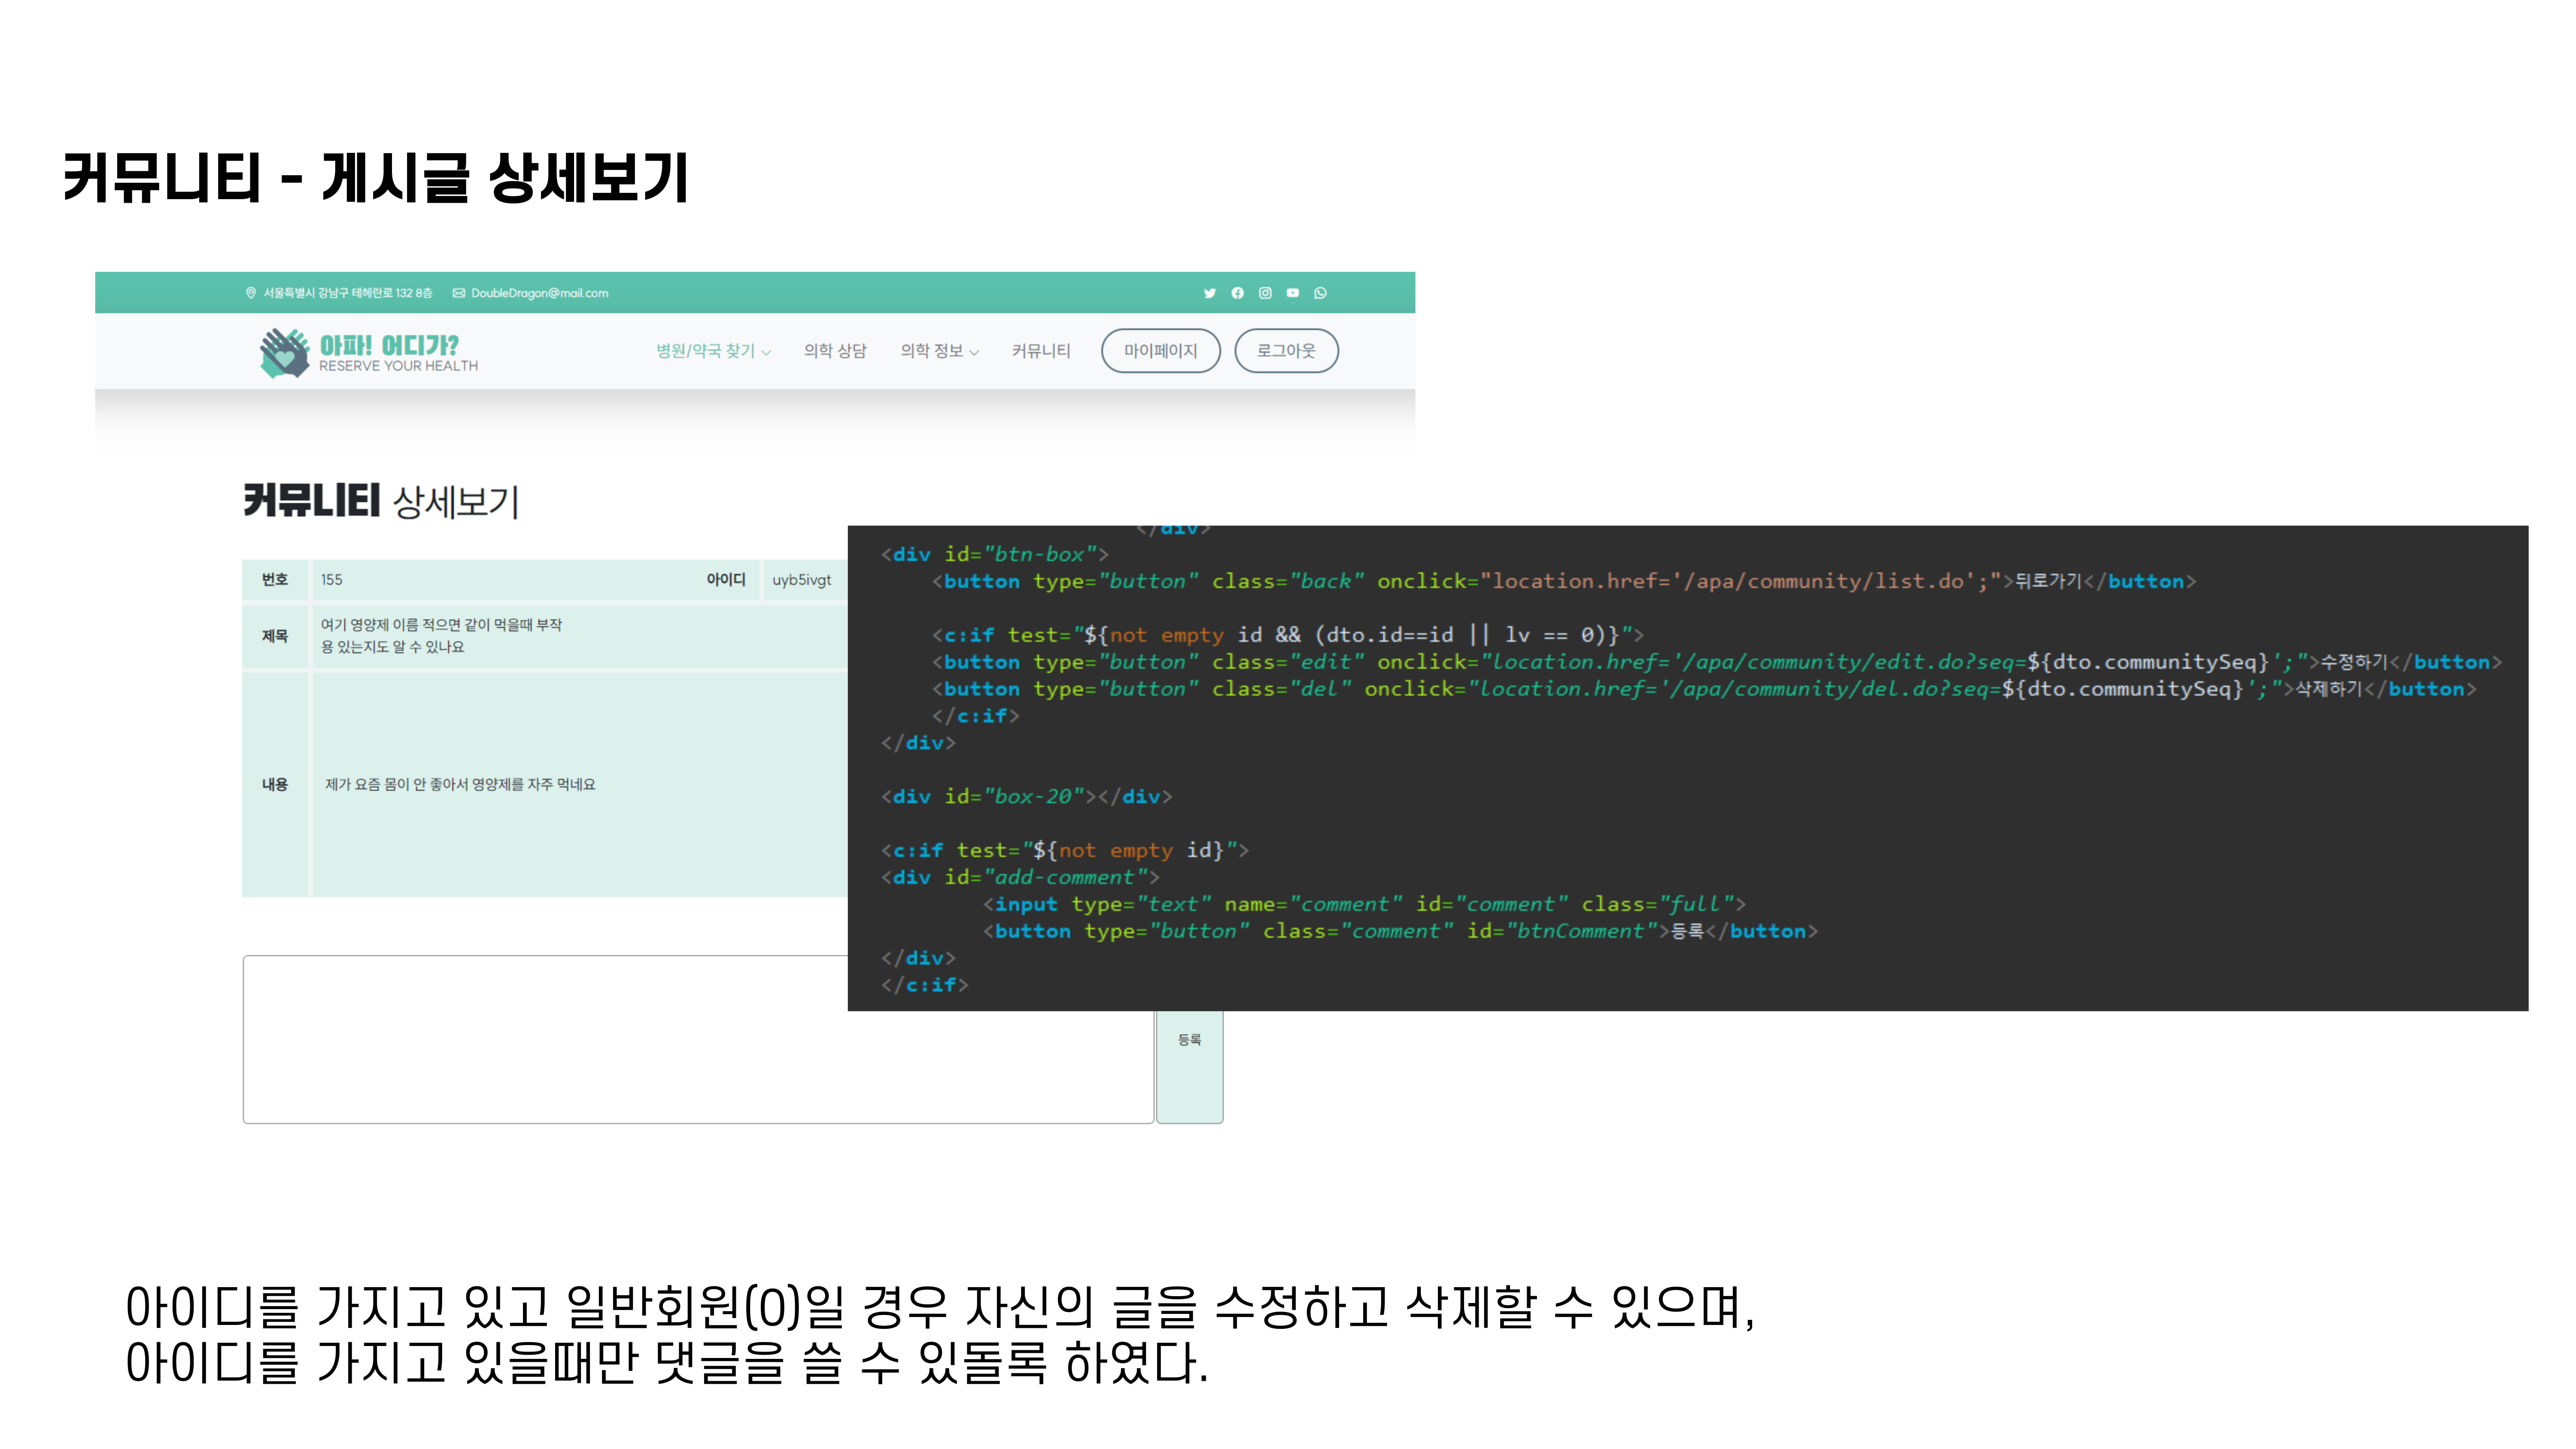 커뮤니티 - 게시글 상세보기
서울특별시 강남구 테헤란로 132 8층 DoubleDragon@mail.com
아파! 어디가?
RESERVE YOUR HEALTH
병원/약국 찾기 의학 상담 의학 정보 커뮤니티 마이페이지 로그아웃
커뮤니티 상세보기
번호 155 아이디 uyb5ivgt
제목 여기 영양제 이름 적으면 같이 먹을때 부작
용 있는지도 알 수 있나요
내용 제가 요즘 몸이 안 좋아서 영양제를 자주 먹네요
등록
</div>
<div id="btn-box">
<button type="button" class="back" onclick="location.href='/apa/community/list.do';">뒤로가기</button>
<c:if test="${not empty id && (dto.id==id || lv == 0)}">
<button type="button" class="edit" onclick="location.href='/apa/community/edit.do?seq=${dto.communitySeq}';">수정하기</button>
<button type="button" class="del" onclick="location.href='/apa/community/del.do?seq=${dto.communitySeq}';">삭제하기</button>
</c:if>
</div>
<div id="box-20"></div>
<c:if test="${not empty id}">
<div id="add-comment">
<input type="text" name="comment" id="comment" class="full">
<button type="button" class="comment" id="btnComment">등록</button>
</div>
</c:if>
아이디를 가지고 있고 일반회원(0)일 경우 자신의 글을 수정하고 삭제할 수 있으며,
아이디를 가지고 있을때만 댓글을 쓸 수 있돌록 하였다.